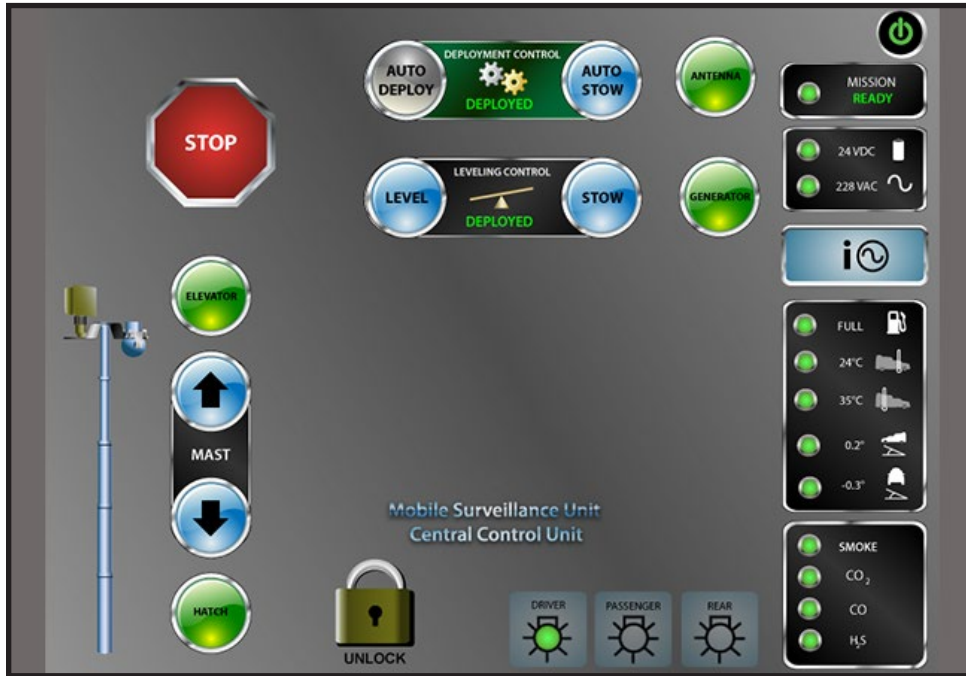 STOP
AUTO
DEPLOY
DEPLOYMENT CONTROL
DEPLOYED
AUTO
STOW
ANTENNA
LEVEL
LEVELING CONTROL
DEPLOYED
STOW
GENERATOR
MISSION
READY
24 VDC
228 VAC
i
FULL
24°C
35°C
0.2°
-0.3°
SMOKE
CO₂
CO
H₂S
ELEVATOR
MAST
HATCH
Mobile Surveillance Unit
Central Control Unit
UNLOCK
DRIVER
PASSENGER
REAR